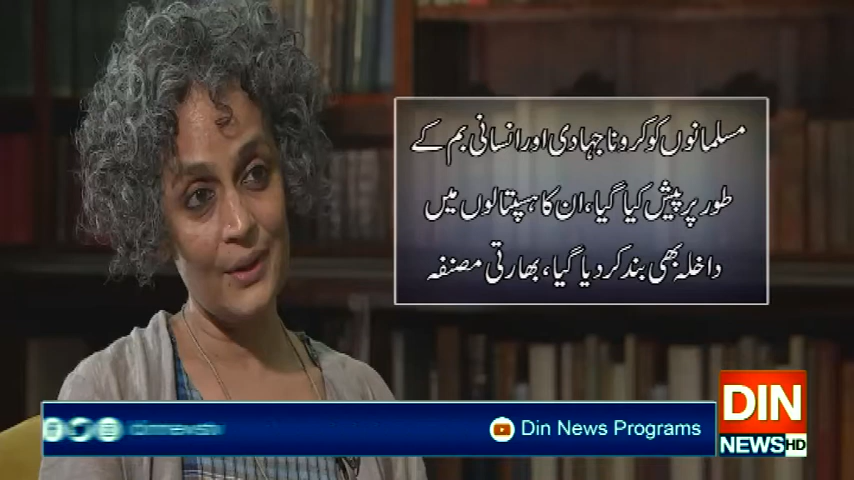 مسلمانوں کو کرونا جہادی اور انسانی بم کے
طور پر پیش کیا گیا، ان کا ہسپتالوں میں
داخلہ بھی بند کر دیا گیا، بھارتی مصنفہ
dinnewstv
Din News Programs
DIN
NEWS HD